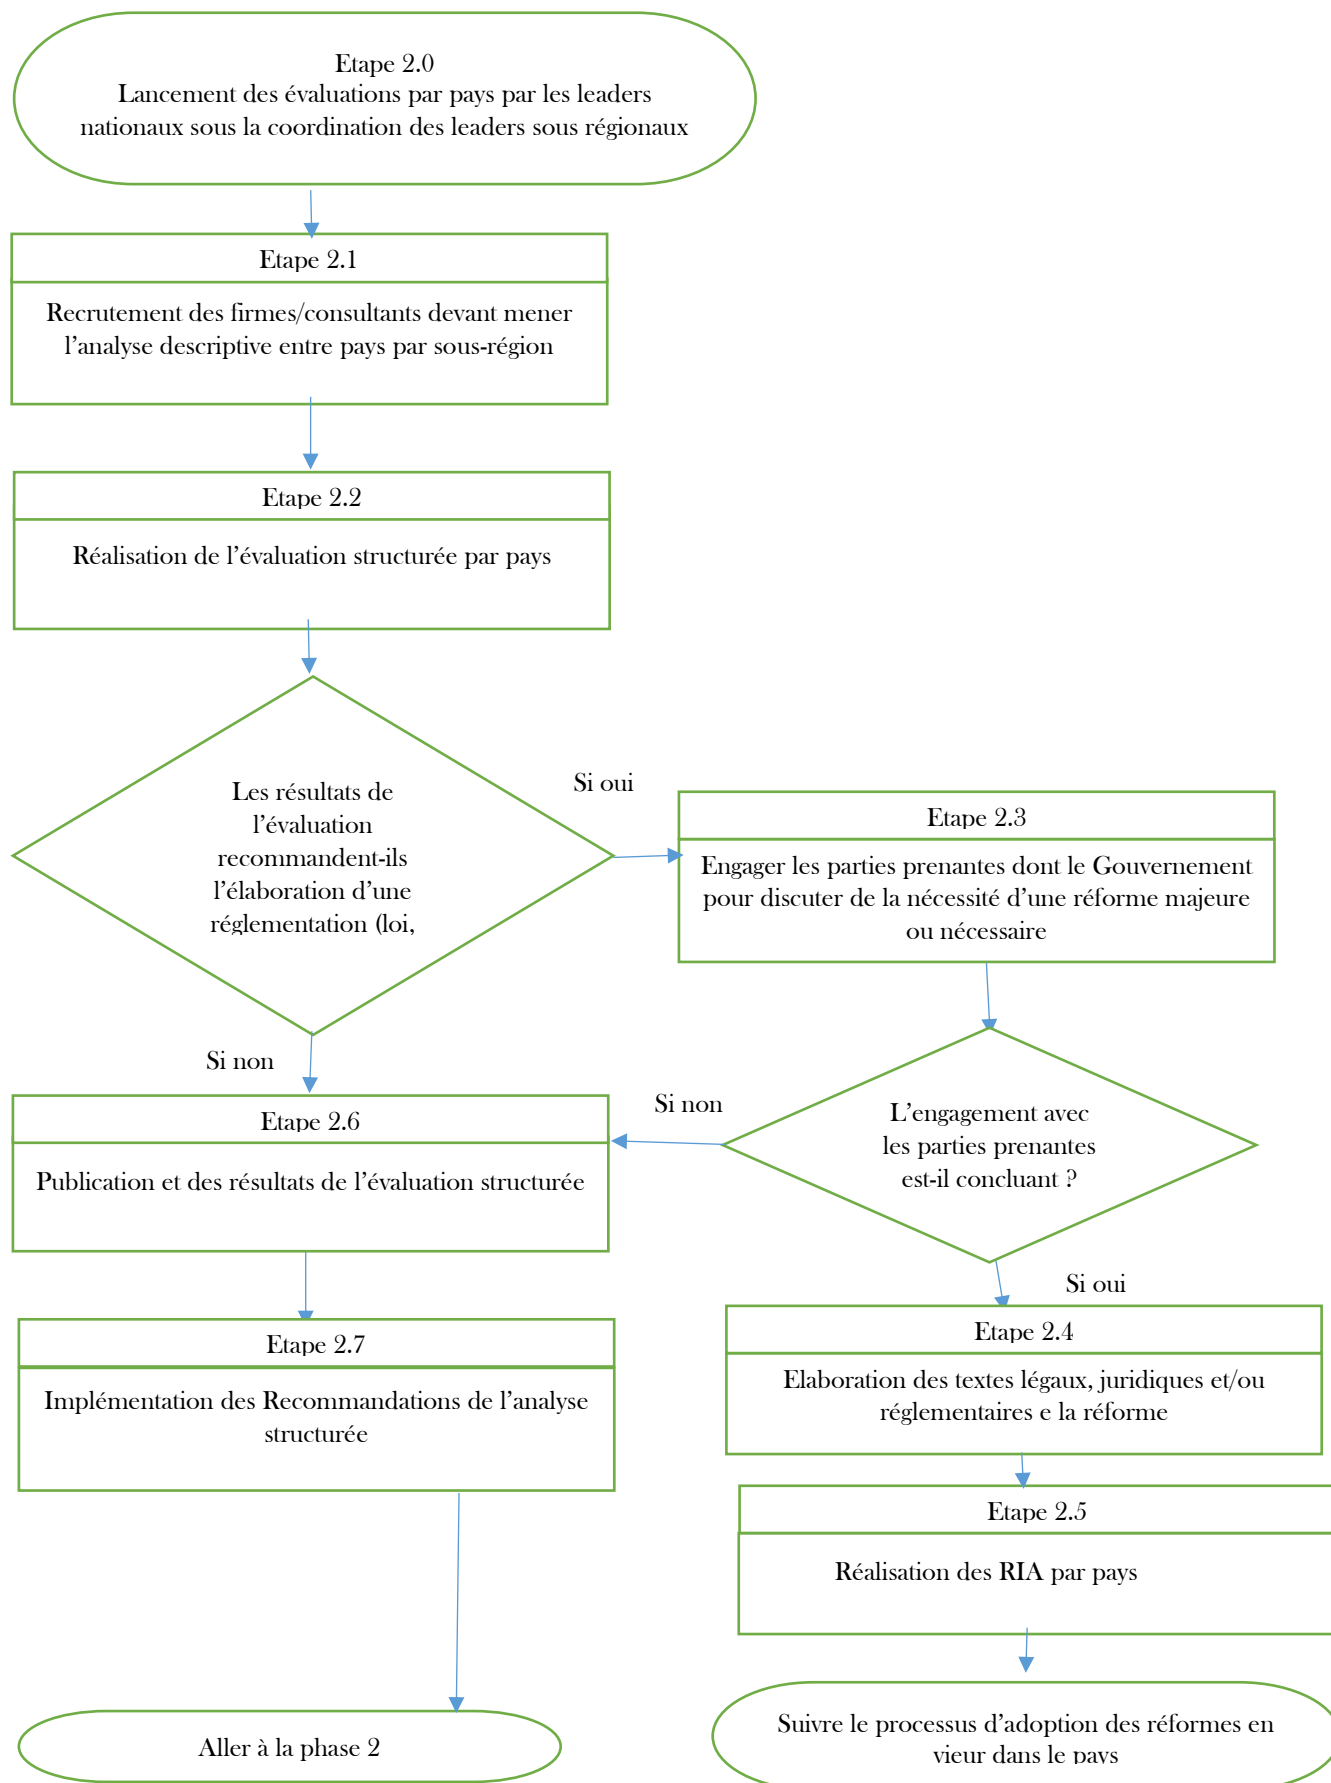 Etape 2.0
Lancement des évaluations par pays par les leaders
nationaux sous la coordination des leaders sous régionaux
Etape 2.1
Recrutement des firmes/consultants devant mener
l'analyse descriptive entre pays par sous-région
Etape 2.2
Réalisation de l'évaluation structurée par pays
Les résultats de
l'évaluation
recommandent-ils
l'élaboration d'une
réglementation (loi,
Si oui
Etape 2.3
Engager les parties prenantes dont le Gouvernement
pour discuter de la nécessité d'une réforme majeure
ou nécessaire
Si non
Etape 2.6
Publication et des résultats de l'évaluation structurée
Si non
L'engagement avec
les parties prenantes
est-il concluant ?
Si oui
Etape 2.7
Implémentation des Recommandations de l'analyse
structurée
Etape 2.4
Elaboration des textes légaux, juridiques et/ou
réglementaires e la réforme
Etape 2.5
Réalisation des RIA par pays
Aller à la phase 2
Suivre le processus d'adoption des réformes en
vieur dans le pays